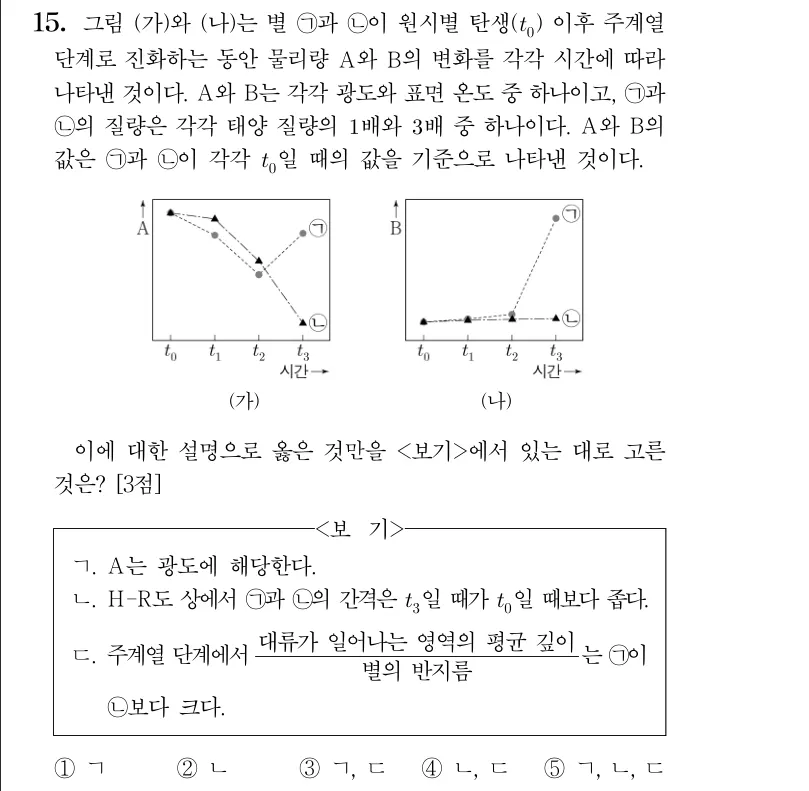 15. 그림 (가)와 (나)는 별 ㉠과 ㉡이 원시별 탄생(t₀) 이후 주계열
단계로 진화하는 동안 물리량 A와 B의 변화를 각각 시간에 따라
나타낸 것이다. A와 B는 각각 광도와 표면 온도 중 하나이고, ㉠과
㉡의 질량은 각각 태양 질량의 1배와 3배 중 하나이다. A와 B의
값은 ㉠과 ㉡이 각각 t₀일 때의 값을 기준으로 나타낸 것이다.
A
㉠
㉡
t₀ t₁ t₂ t₃
시간
(가)
B
㉠
㉡
t₀ t₁ t₂ t₃
시간
(나)
이에 대한 설명으로 옳은 것만을 <보기>에서 있는 대로 고른
것은? [3점]
<보 기>
ㄱ. A는 광도에 해당한다.
ㄴ. H-R도 상에서 ㉠과 ㉡의 간격은 t₃일 때가 t₀일 때보다 좁다.
ㄷ. 주계열 단계에서 대류가 일어나는 영역의 평균 깊이 / 별의 반지름 는 ㉠이
㉡보다 크다.
① ㄱ ② ㄴ ③ ㄱ, ㄷ ④ ㄴ, ㄷ ⑤ ㄱ, ㄴ, ㄷ